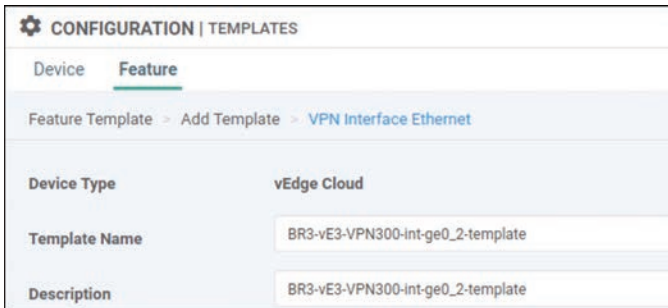 CONFIGURATION | TEMPLATES
Device Feature
Feature Template > Add Template > VPN Interface Ethernet
Device Type vEdge Cloud
Template Name BR3-vE3-VPN300-int-ge0_2-template
Description BR3-vE3-VPN300-int-ge0_2-template